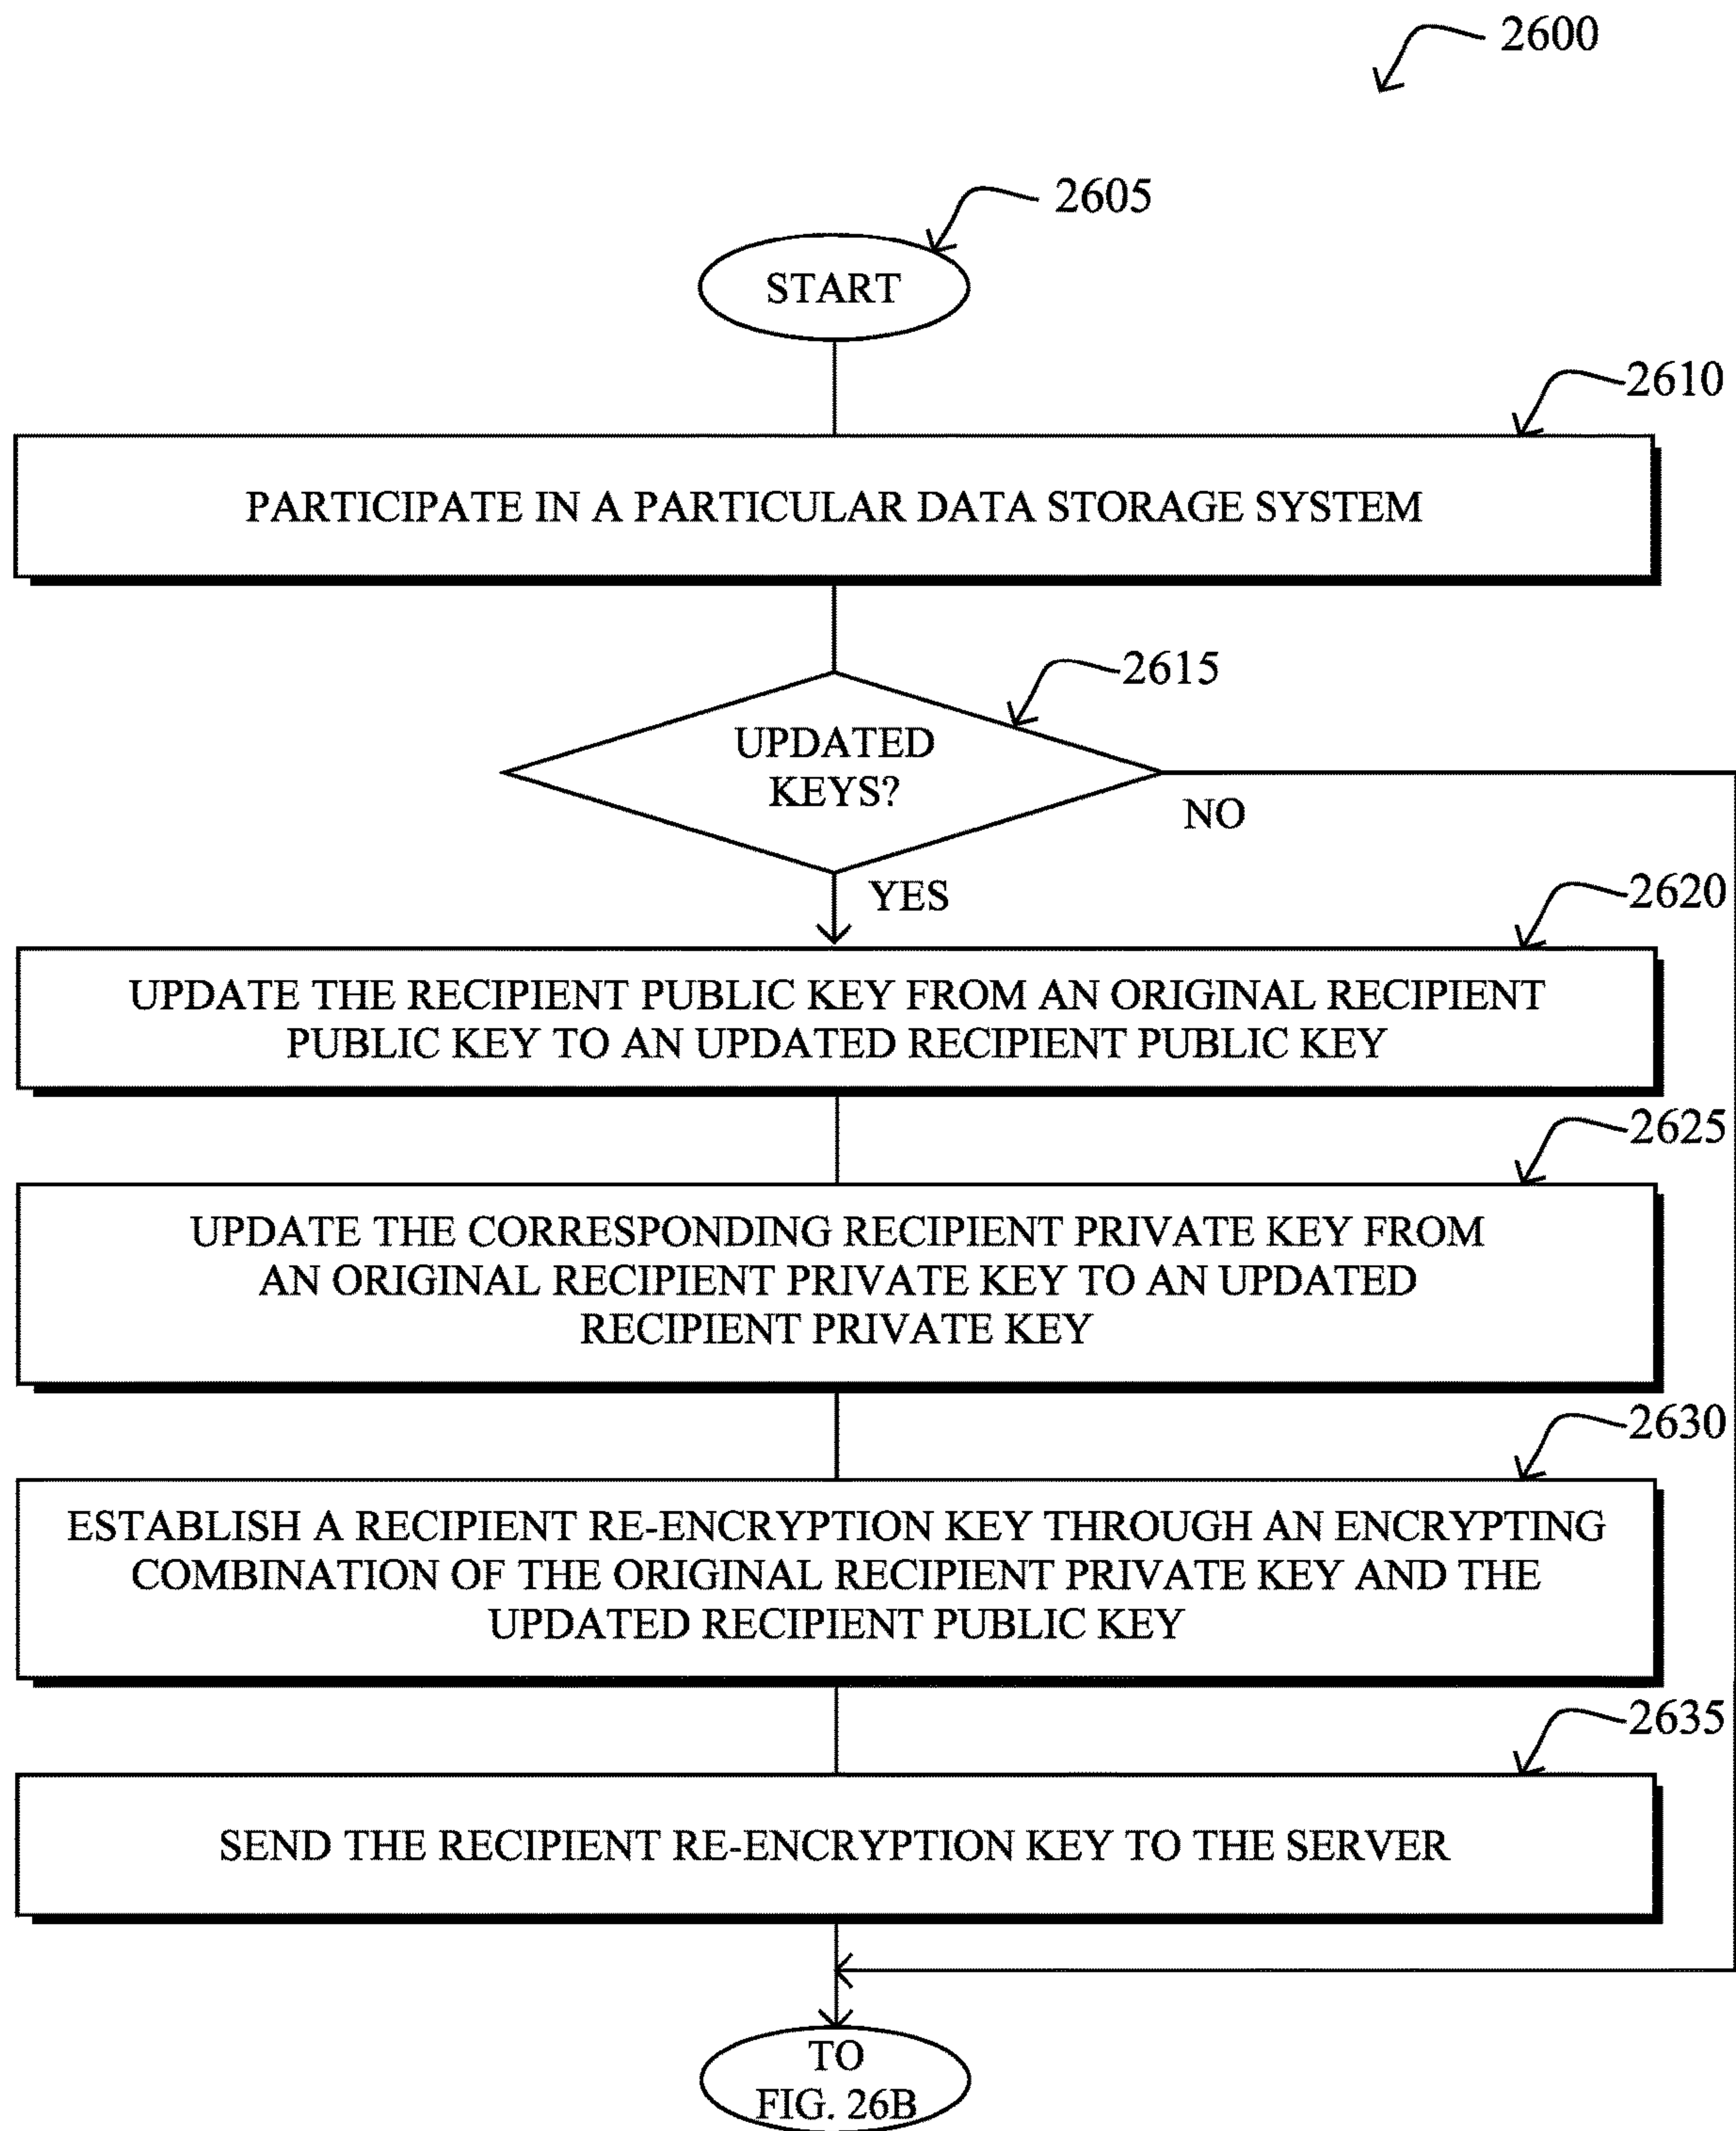 2600
2605
START
2610
PARTICIPATE IN A PARTICULAR DATA STORAGE SYSTEM
2615
UPDATED
KEYS?
NO
YES
2620
UPDATE THE RECIPIENT PUBLIC KEY FROM AN ORIGINAL RECIPIENT
PUBLIC KEY TO AN UPDATED RECIPIENT PUBLIC KEY
2625
UPDATE THE CORRESPONDING RECIPIENT PRIVATE KEY FROM
AN ORIGINAL RECIPIENT PRIVATE KEY TO AN UPDATED
RECIPIENT PRIVATE KEY
2630
ESTABLISH A RECIPIENT RE-ENCRYPTION KEY THROUGH AN ENCRYPTING
COMBINATION OF THE ORIGINAL RECIPIENT PRIVATE KEY AND THE
UPDATED RECIPIENT PUBLIC KEY
2635
SEND THE RECIPIENT RE-ENCRYPTION KEY TO THE SERVER
TO
FIG. 26B